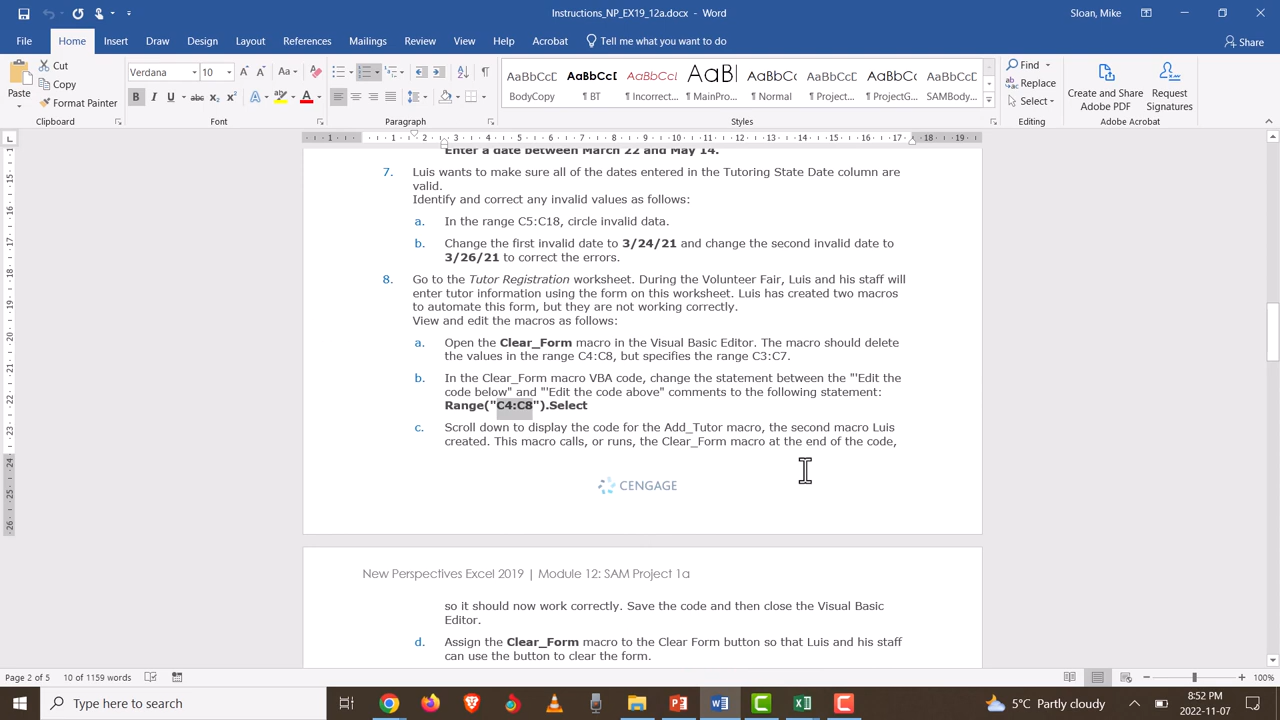 Instructions_NP_EX19_12a.docx - Word
Sloan, Mike
File Home Insert Draw Design Layout References Mailings Review View Help Acrobat Tell me what you want to do
Share
Paste
Cut
Copy
Format Painter
Clipboard
Verdana 10
Font
Paragraph
AaBbCcI BodyCopy
AaBbCcI ¶ BT
AaBbCcI ¶ Incorrect...
AaBl ¶ MainPro...
AaBbCcI ¶ Normal
AaBbCcI ¶ Project...
AaBbCcI ¶ ProjectG...
AaBbCcI SAMBody...
Styles
Find
Replace
Select
Editing
Create and Share Adobe PDF
Request Signatures
Adobe Acrobat
Enter a date between March 22 and May 14.
7. Luis wants to make sure all of the dates entered in the Tutoring State Date column are
valid.
Identify and correct any invalid values as follows:
a. In the range C5:C18, circle invalid data.
b. Change the first invalid date to 3/24/21 and change the second invalid date to
3/26/21 to correct the errors.
8. Go to the Tutor Registration worksheet. During the Volunteer Fair, Luis and his staff will
enter tutor information using the form on this worksheet. Luis has created two macros
to automate this form, but they are not working correctly.
View and edit the macros as follows:
a. Open the Clear_Form macro in the Visual Basic Editor. The macro should delete
the values in the range C4:C8, but specifies the range C3:C7.
b. In the Clear_Form macro VBA code, change the statement between the "'Edit the
code below" and "'Edit the code above" comments to the following statement:
Range("C4:C8").Select
c. Scroll down to display the code for the Add_Tutor macro, the second macro Luis
created. This macro calls, or runs, the Clear_Form macro at the end of the code,
CENGAGE
New Perspectives Excel 2019 | Module 12: SAM Project 1a
so it should now work correctly. Save the code and then close the Visual Basic
Editor.
d. Assign the Clear_Form macro to the Clear Form button so that Luis and his staff
can use the button to clear the form.
Page 2 of 5 10 of 1159 words
100%
Type here to search
5°C Partly cloudy
8:52 PM
2022-11-07